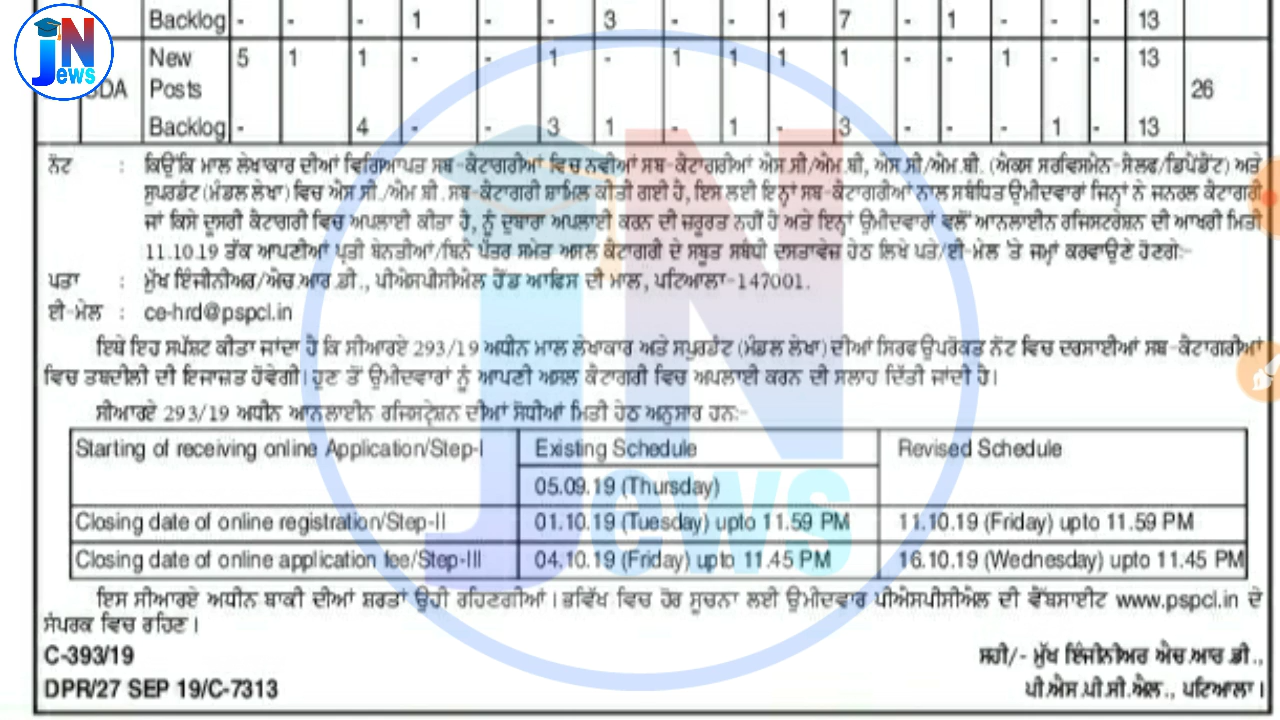 Backlog - - - 1 - - 3 - - 1 7 - 1 - - - 13
JN ews
New 5 1 1 - - 1 - 1 1 1 1 - - 1 - - 13
DA Posts 26
Backlog - 4 - - 3 1 - 1 - 3 - - - 1 - 13
ਨੋਟ : ਕਿਉਂਕਿ ਮਾਲ ਲੇਖਾਕਾਰ ਦੀਆਂ ਵਿਗਿਆਪਤ ਸਬ-ਕੈਟਾਗਰੀਆਂ ਵਿਚ ਨਵੀਆਂ ਸਬ-ਕੈਟਾਗਰੀਆਂ ਐਸ.ਸੀ/ਐਮ.ਬੀ, ਐਸ.ਸੀ/ਐਮ.ਬੀ. (ਐਕਸ ਸਰਵਿਸਮੈਨ-ਸੈਲਫ/ਡਿਪੈਂਡੈਂਟ) ਅਤੇ
ਸੁਪਰਡੰਟ (ਮੰਡਲ ਲੇਖਾ) ਵਿਚ ਐਸ.ਸੀ./ਐਮ.ਬੀ. ਸਬ-ਕੈਟਾਗਰੀ ਸ਼ਾਮਿਲ ਕੀਤੀ ਗਈ ਹੈ, ਇਸ ਲਈ ਇਨ੍ਹਾਂ ਸਬ-ਕੈਟਾਗਰੀਆਂ ਨਾਲ ਸਬੰਧਿਤ ਉਮੀਦਵਾਰਾਂ ਜਿਨ੍ਹਾਂ ਨੇ ਜਨਰਲ ਕੈਟਾਗਰੀ
ਜਾਂ ਕਿਸੇ ਦੂਸਰੀ ਕੈਟਾਗਰੀ ਵਿਚ ਅਪਲਾਈ ਕੀਤਾ ਹੈ, ਨੂੰ ਦੁਬਾਰਾ ਅਪਲਾਈ ਕਰਨ ਦੀ ਜ਼ਰੂਰਤ ਨਹੀਂ ਹੈ ਅਤੇ ਇਨ੍ਹਾਂ ਉਮੀਦਵਾਰਾਂ ਵਲੋਂ ਆਨਲਾਈਨ ਰਜਿਸਟਰੇਸ਼ਨ ਦੀ ਆਖਰੀ ਮਿਤੀ
11.10.19 ਤੱਕ ਆਪਣੀਆਂ ਪ੍ਰਤੀ ਬੇਨਤੀਆਂ/ਬਿਨੈ ਪੱਤਰ ਸਮੇਤ ਅਸਲ ਕੈਟਾਗਰੀ ਦੇ ਸਬੂਤ ਸਬੰਧੀ ਦਸਤਾਵੇਜ਼ ਹੇਠ ਲਿਖੇ ਪਤੇ/ਈ-ਮੇਲ 'ਤੇ ਜਮ੍ਹਾਂ ਕਰਵਾਉਣੇ ਹੋਣਗੇ:-
ਪਤਾ : ਮੁੱਖ ਇੰਜੀਨੀਅਰ/ਐਚ.ਆਰ.ਡੀ., ਪੀਐਸਪੀਸੀਐਲ ਹੈੱਡ ਆਫਿਸ ਦੀ ਮਾਲ, ਪਟਿਆਲਾ-147001.
ਈ-ਮੇਲ : ce-hrd@pspcl.in
ਇਥੇ ਇਹ ਸਪੱਸ਼ਟ ਕੀਤਾ ਜਾਂਦਾ ਹੈ ਕਿ ਸੀਆਰਏ 293/19 ਅਧੀਨ ਮਾਲ ਲੇਖਾਕਾਰ ਅਤੇ ਸੁਪਰਡੰਟ (ਮੰਡਲ ਲੇਖਾ) ਦੀਆਂ ਸਿਰਫ ਉਪਰੋਕਤ ਨੋਟ ਵਿਚ ਦਰਸਾਈਆਂ ਸਬ-ਕੈਟਾਗਰੀਆਂ
ਵਿਚ ਤਬਦੀਲੀ ਦੀ ਇਜਾਜ਼ਤ ਹੋਵੇਗੀ। ਹੁਣ ਤੋਂ ਉਮੀਦਵਾਰਾਂ ਨੂੰ ਆਪਣੀ ਅਸਲ ਕੈਟਾਗਰੀ ਵਿਚ ਅਪਲਾਈ ਕਰਨ ਦੀ ਸਲਾਹ ਦਿੱਤੀ ਜਾਂਦੀ ਹੈ।
ਸੀਆਰਏ 293/19 ਅਧੀਨ ਆਨਲਾਈਨ ਰਜਿਸਟ੍ਰੇਸ਼ਨ ਦੀਆਂ ਸੋਧੀਆਂ ਮਿਤੀ ਹੇਠ ਅਨੁਸਾਰ ਹਨ:-
Starting of receiving online Application/Step-I Existing Schedule Revised Schedule
05.09.19 (Thursday)
Closing date of online registration/Step-II 01.10.19 (Tuesday) upto 11.59 PM 11.10.19 (Friday) upto 11.59 PM
Closing date of online application fee/Step-III 04.10.19 (Friday) upto 11.45 PM 16.10.19 (Wednesday) upto 11.45 PM
JN ews
ਇਸ ਸੀਆਰਏ ਅਧੀਨ ਬਾਕੀ ਦੀਆਂ ਸ਼ਰਤਾਂ ਉਹੀ ਰਹਿਣਗੀਆਂ। ਭਵਿੱਖ ਵਿਚ ਹੋਰ ਸੂਚਨਾ ਲਈ ਉਮੀਦਵਾਰ ਪੀਐਸਪੀਸੀਐਲ ਦੀ ਵੈੱਬਸਾਈਟ www.pspcl.in ਦੇ
ਸੰਪਰਕ ਵਿਚ ਰਹਿਣ।
C-393/19 ਸਹੀ/- ਮੁੱਖ ਇੰਜੀਨੀਅਰ ਐਚ.ਆਰ.ਡੀ.,
DPR/27 SEP 19/C-7313 ਪੀ.ਐਸ.ਪੀ.ਸੀ.ਐਲ., ਪਟਿਆਲਾ।